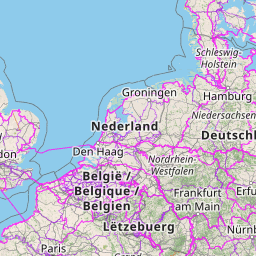 Schleswig-
Holstein
Groningen
Hamburg
Niedersachsen
Nederland
Deutschl
Den Haag
don
Nordrhein-
Westfalen
België /
Belgique /
Belgien
Erfu
Frankfurt
am Main
Lëtzebuerg
Nürnb
Paris